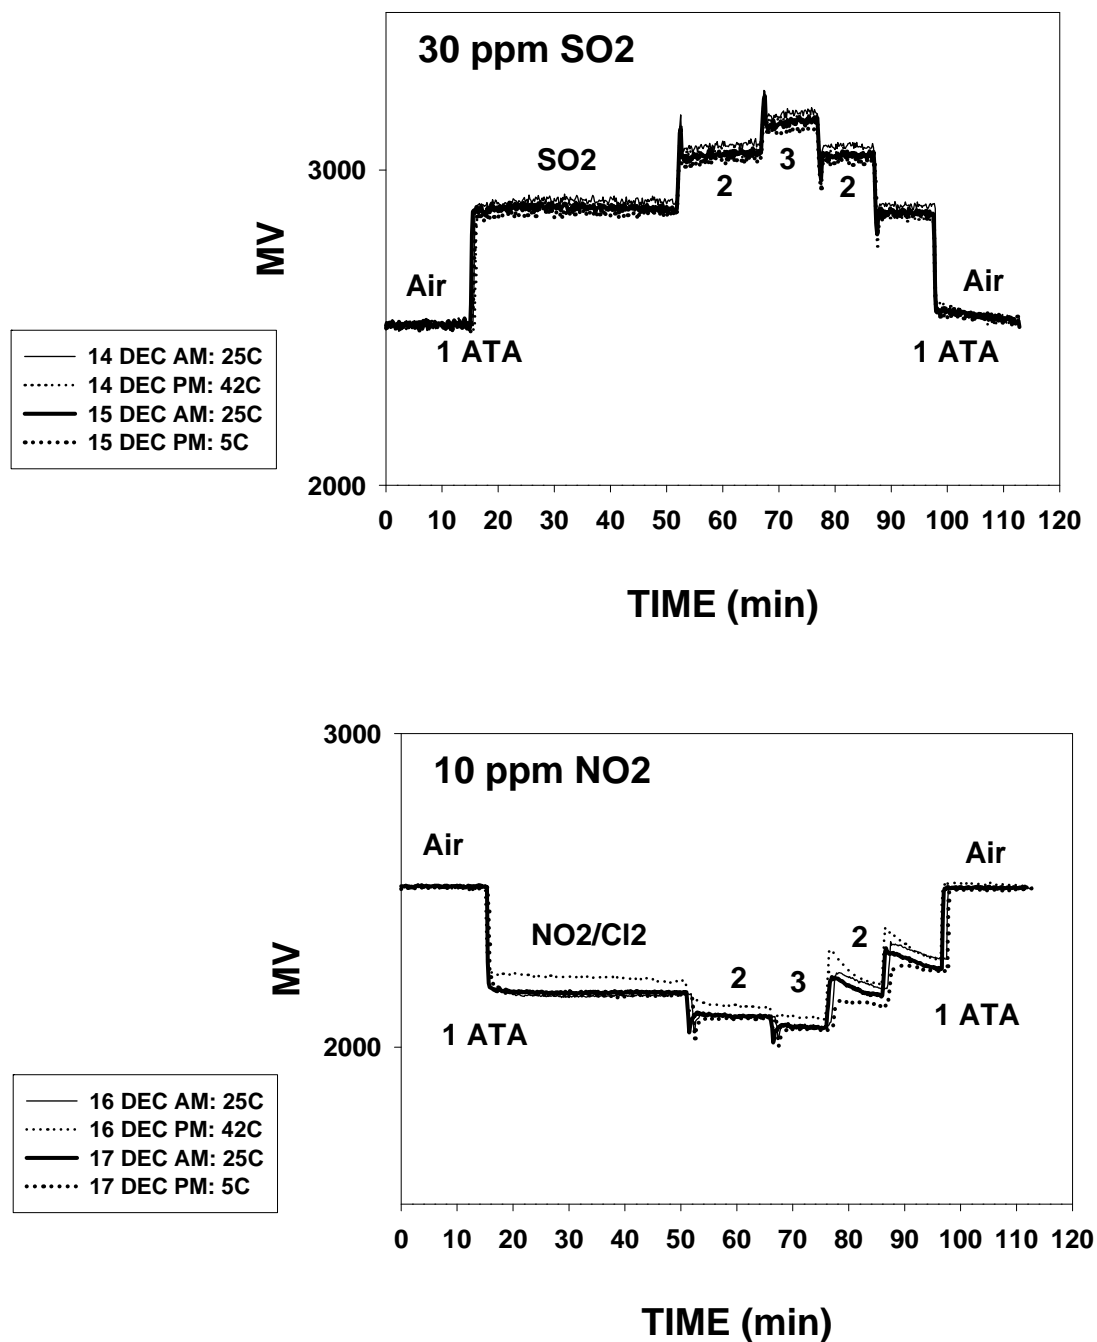 30 ppm SO2
3000
SO2
2 3 2
MV
Air Air
1 ATA 1 ATA
14 DEC AM: 25C
14 DEC PM: 42C
15 DEC AM: 25C
15 DEC PM: 5C
2000
0 10 20 30 40 50 60 70 80 90 100 110 120
TIME (min)
3000
10 ppm NO2
Air Air
NO2/Cl2 2
2 3
MV
1 ATA 1 ATA
2000
16 DEC AM: 25C
16 DEC PM: 42C
17 DEC AM: 25C
17 DEC PM: 5C
0 10 20 30 40 50 60 70 80 90 100 110 120
TIME (min)